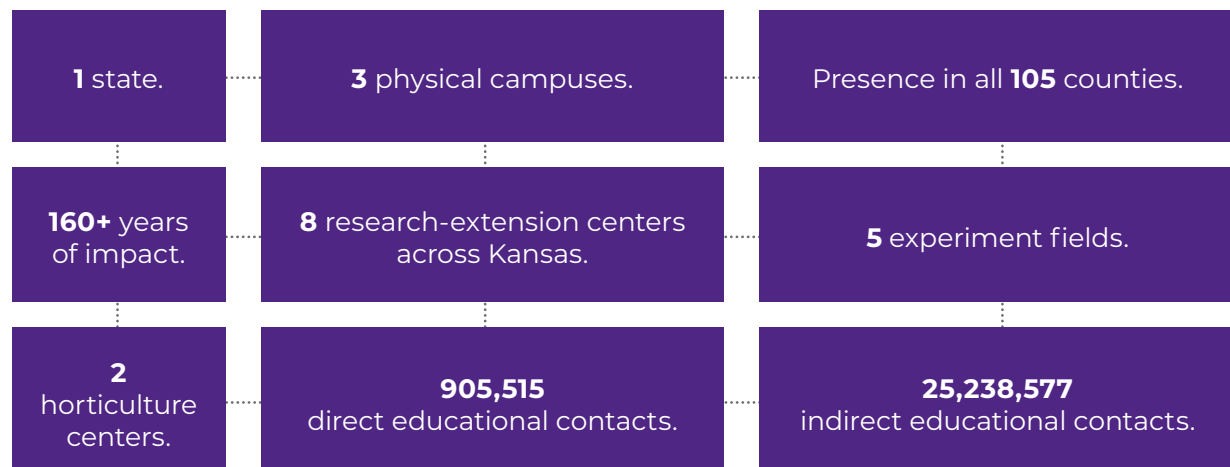 1 state.
3 physical campuses.
Presence in all 105 counties.
160+ years
of impact.
8 research-extension centers
across Kansas.
5 experiment fields.
2
horticulture
centers.
905,515
direct educational contacts.
25,238,577
indirect educational contacts.